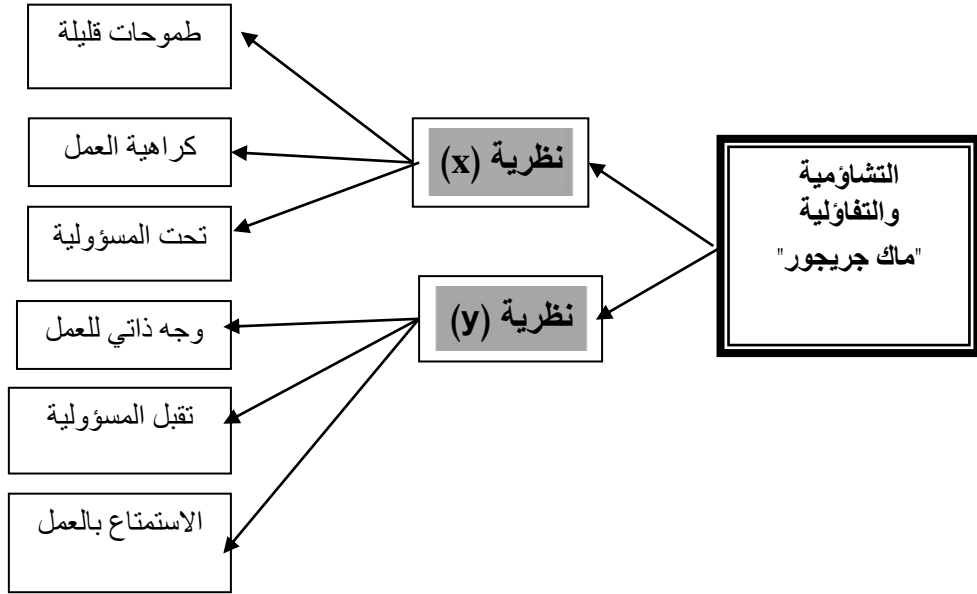 التشاؤمية
والتفاؤلية
"ماك جريجور"
نظرية (x)
طموحات قليلة
كراهية العمل
تحت المسؤولية
نظرية (y)
وجه ذاتي للعمل
تقبل المسؤولية
الاستمتاع بالعمل